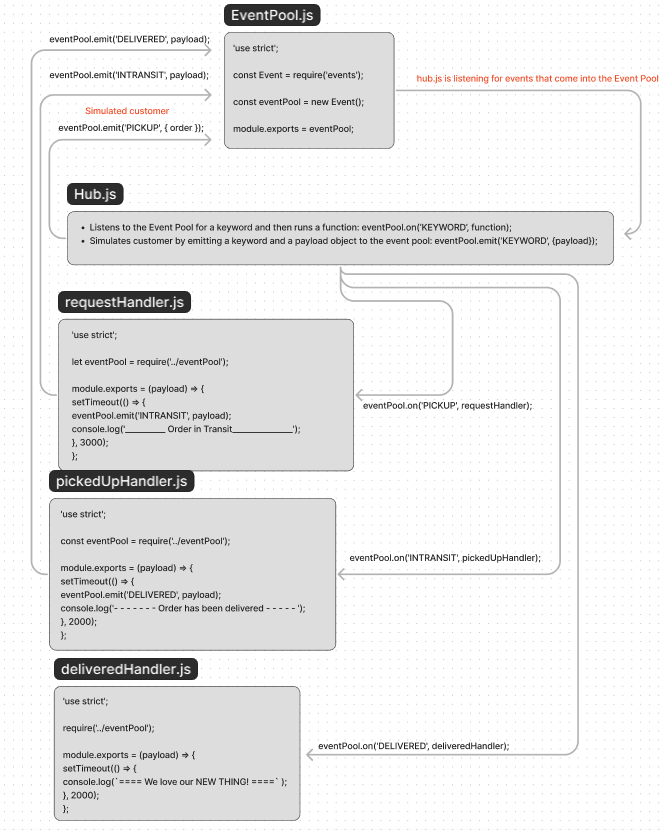 EventPool.js
eventPool.emit('DELIVERED', payload);
'use strict';
eventPool.emit('INTRANSIT', payload);
const Event = require('events');
hub.js is listening for events that come into the Event Pool
const eventPool = new Event();
Simulated customer
eventPool.emit('PICKUP', { order });
module.exports = eventPool;
Hub.js
• Listens to the Event Pool for a keyword and then runs a function: eventPool.on('KEYWORD', function);
• Simulates customer by emitting a keyword and a payload object to the event pool: eventPool.emit('KEYWORD', {payload});
requestHandler.js
'use strict';
let eventPool = require('../eventPool');
module.exports = (payload) => {
setTimeout(() => {
eventPool.emit('INTRANSIT', payload);
console.log('_________ Order in Transit_____________');
}, 3000);
};
eventPool.on('PICKUP', requestHandler);
pickedUpHandler.js
'use strict';
const eventPool = require('../eventPool');
module.exports = (payload) => {
setTimeout(() => {
eventPool.emit('DELIVERED', payload);
console.log('- - - - - - - Order has been delivered - - - - - ');
}, 2000);
};
eventPool.on('INTRANSIT', pickedUpHandler);
deliveredHandler.js
'use strict';
require('../eventPool');
module.exports = (payload) => {
setTimeout(() => {
console.log(`==== We love our NEW THING! ====` );
}, 2000);
};
eventPool.on('DELIVERED', deliveredHandler);